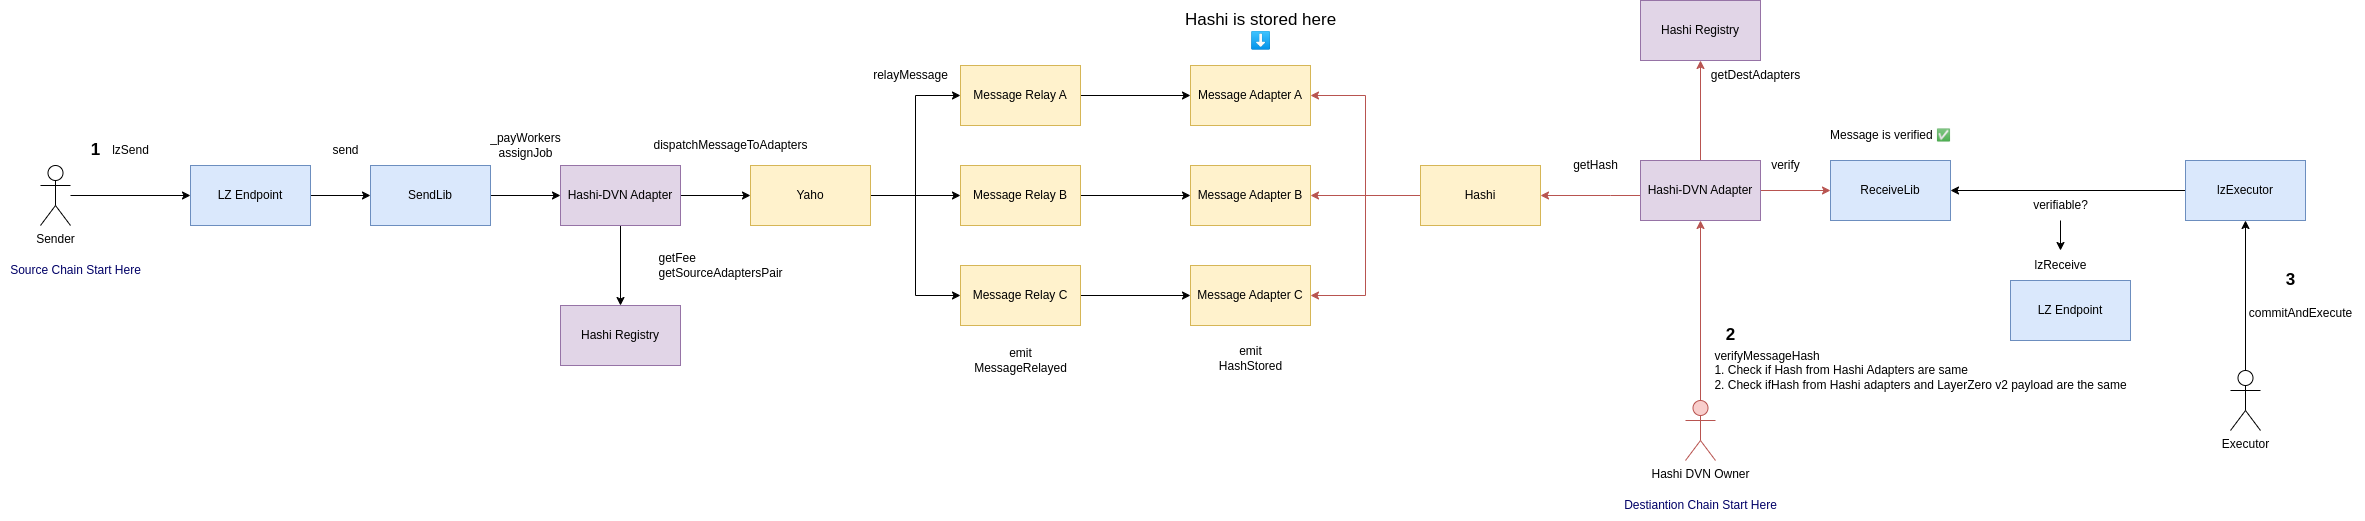 Hashi is stored here
Hashi Registry
getDestAdapters
relayMessage
Message Relay A
Message Adapter A
1
lzSend
send
_payWorkers
assignJob
dispatchMessageToAdapters
Message is verified ✅
getHash
verify
LZ Endpoint
SendLib
Hashi-DVN Adapter
Yaho
Message Relay B
Message Adapter B
Hashi
Hashi-DVN Adapter
ReceiveLib
lzExecutor
verifiable?
Sender
Source Chain Start Here
getFee
getSourceAdaptersPair
lzReceive
Message Relay C
Message Adapter C
3
LZ Endpoint
commitAndExecute
Hashi Registry
2
emit
MessageRelayed
emit
HashStored
verifyMessageHash
1. Check if Hash from Hashi Adapters are same
2. Check ifHash from Hashi adapters and LayerZero v2 payload are the same
Executor
Hashi DVN Owner
Destiantion Chain Start Here